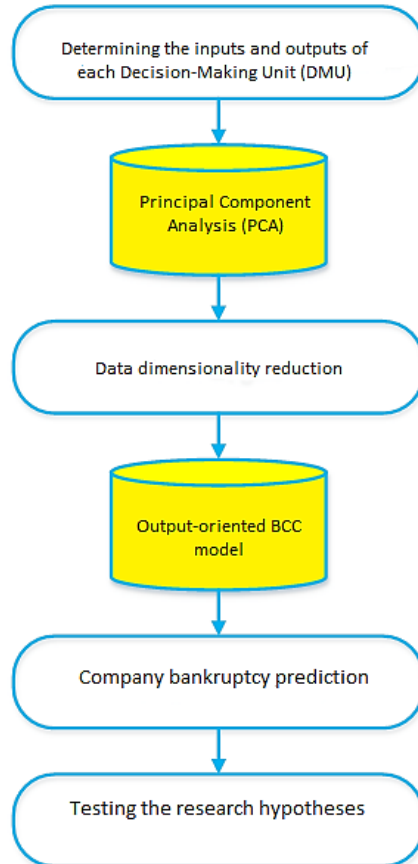 Determining the inputs and outputs of
each Decision-Making Unit (DMU)
Principal Component
Analysis (PCA)
Data dimensionality reduction
Output-oriented BCC
model
Company bankruptcy prediction
Testing the research hypotheses